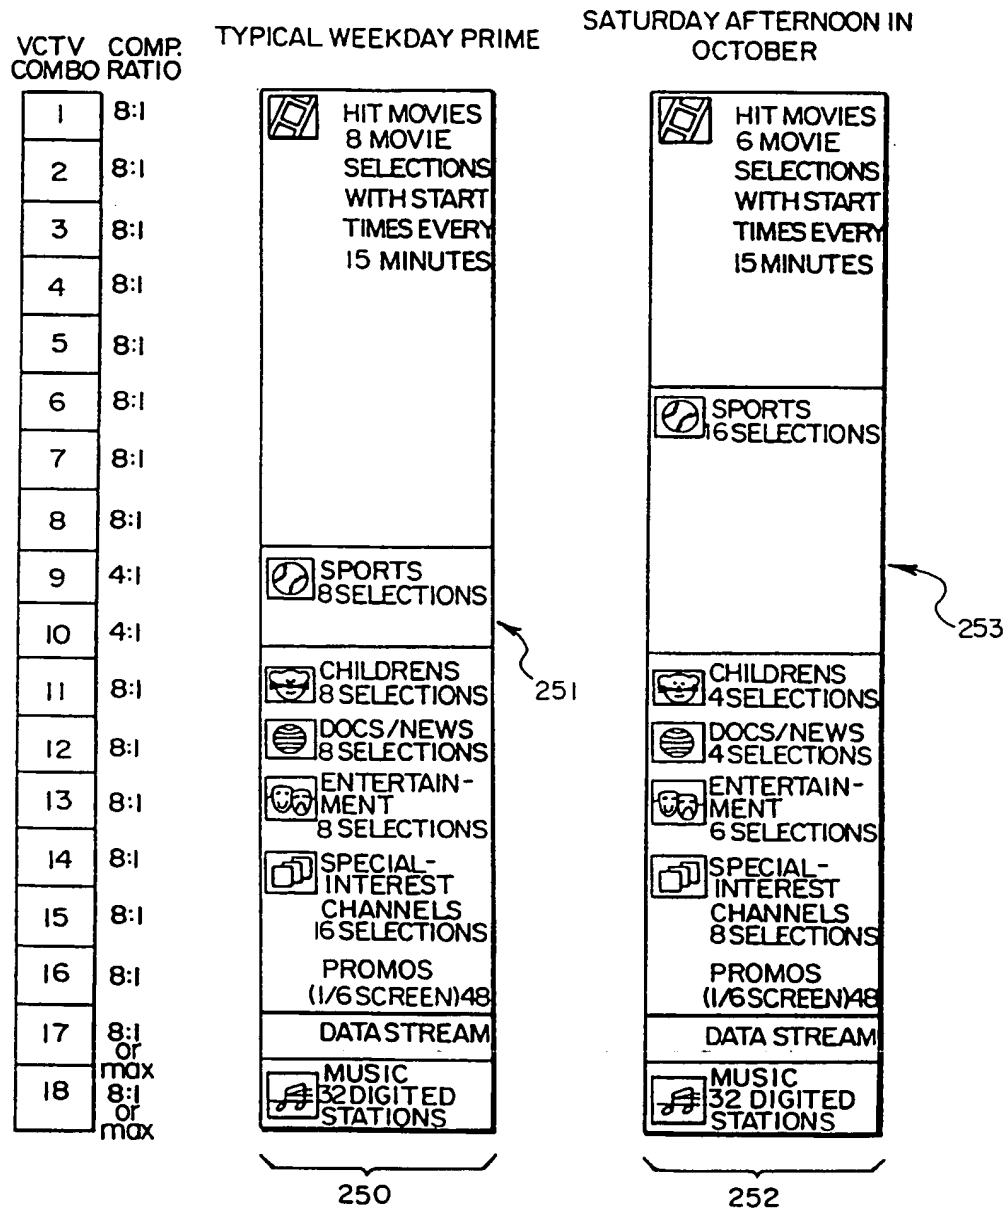 VCTV COMBO
COMP. RATIO
TYPICAL WEEKDAY PRIME
SATURDAY AFTERNOON IN
OCTOBER
1 8:1
2 8:1
3 8:1
4 8:1
5 8:1
6 8:1
7 8:1
8 8:1
9 4:1
10 4:1
11 8:1
12 8:1
13 8:1
14 8:1
15 8:1
16 8:1
17 8:1
or
max
18 8:1
or
max
HIT MOVIES
8 MOVIE
SELECTIONS
WITH START
TIMES EVERY
15 MINUTES
SPORTS
8 SELECTIONS
251
CHILDRENS
8 SELECTIONS
DOCS/NEWS
8 SELECTIONS
ENTERTAIN-
MENT
8 SELECTIONS
SPECIAL-
INTEREST
CHANNELS
16 SELECTIONS
PROMOS
(1/6 SCREEN) 48
DATA STREAM
MUSIC
32 DIGITED
STATIONS
250
HIT MOVIES
6 MOVIE
SELECTIONS
WITH START
TIMES EVERY
15 MINUTES
SPORTS
16 SELECTIONS
253
CHILDRENS
4 SELECTIONS
DOCS/NEWS
4 SELECTIONS
ENTERTAIN-
MENT
6 SELECTIONS
SPECIAL-
INTEREST
CHANNELS
8 SELECTIONS
PROMOS
(1/6 SCREEN) 48
DATA STREAM
MUSIC
32 DIGITED
STATIONS
252